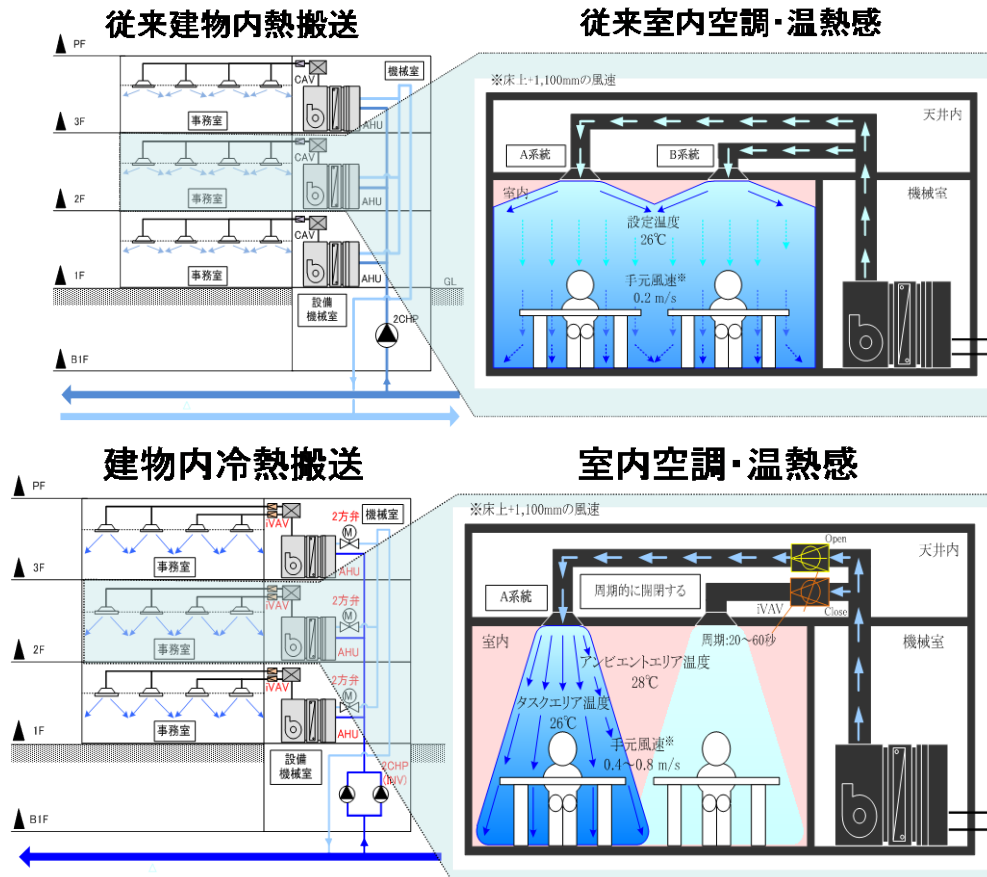 従来建物内熱搬送
従来室内空調・温熱感
PF
3F
2F
1F
B1F
CAV
CAV
CAV
AHU
AHU
AHU
機械室
事務室
事務室
事務室
設備
機械室
2CHP
GL
※床上+1,100mmの風速
天井内
A系統
B系統
室内
機械室
設定温度
26℃
手元風速※
0.2 m/s
建物内冷熱搬送
室内空調・温熱感
PF
3F
2F
1F
B1F
iVAV
iVAV
iVAV
2方弁
2方弁
2方弁
M
M
M
機械室
AHU
AHU
AHU
事務室
事務室
事務室
設備
機械室
2CHP
(INV)
※床上+1,100mmの風速
Open
天井内
A系統
周期的に開閉する
iVAV
Close
周期:20～60秒
室内
機械室
アンビエントエリア温度
28℃
タスクエリア温度
26℃
手元風速※
0.4～0.8 m/s